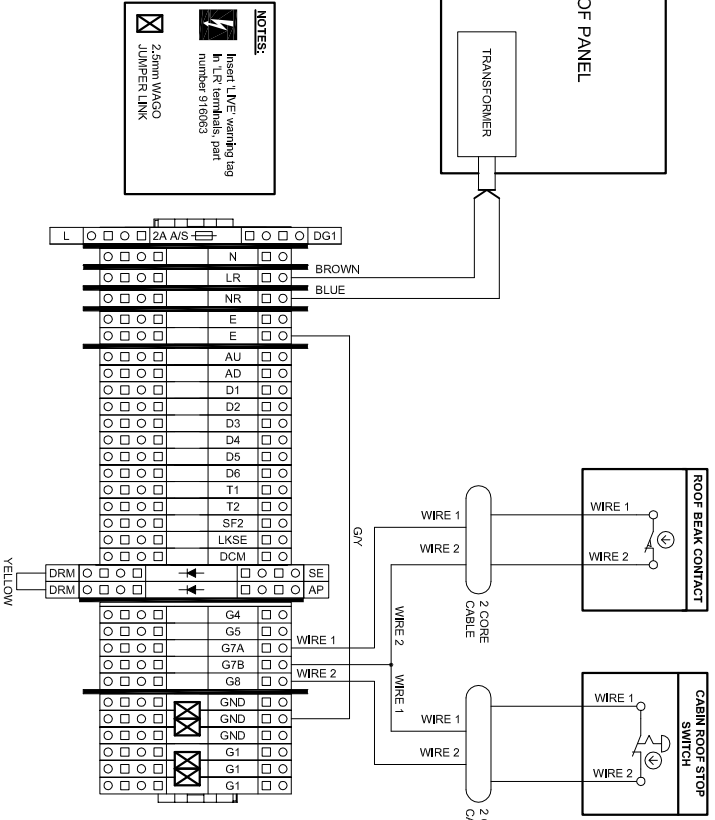 OF PANEL
TRANSFORMER
NOTES:
Insert 'LIVE' warning tag
in 'LR' terminals, part
number 916063
2.5mm WAGO
JUMPER LINK
L 2A A/S DG1
N
LR BROWN
NR BLUE
E
E
AU
AD
D1
D2
D3
D4
D5
D6
T1
T2
SF2
LKSE
DCM
DRM SE
DRM AP
YELLOW
G4
G5
G7A WIRE 1
G7B
G8 WIRE 2
GND
GND
GND
G1
G1
G1
G/Y
ROOF BEAK CONTACT
WIRE 1
WIRE 2
WIRE 1
WIRE 2
2 CORE
CABLE
WIRE 2
WIRE 1
CABIN ROOF STOP
SWITCH
WIRE 1
WIRE 2
WIRE 1
WIRE 2